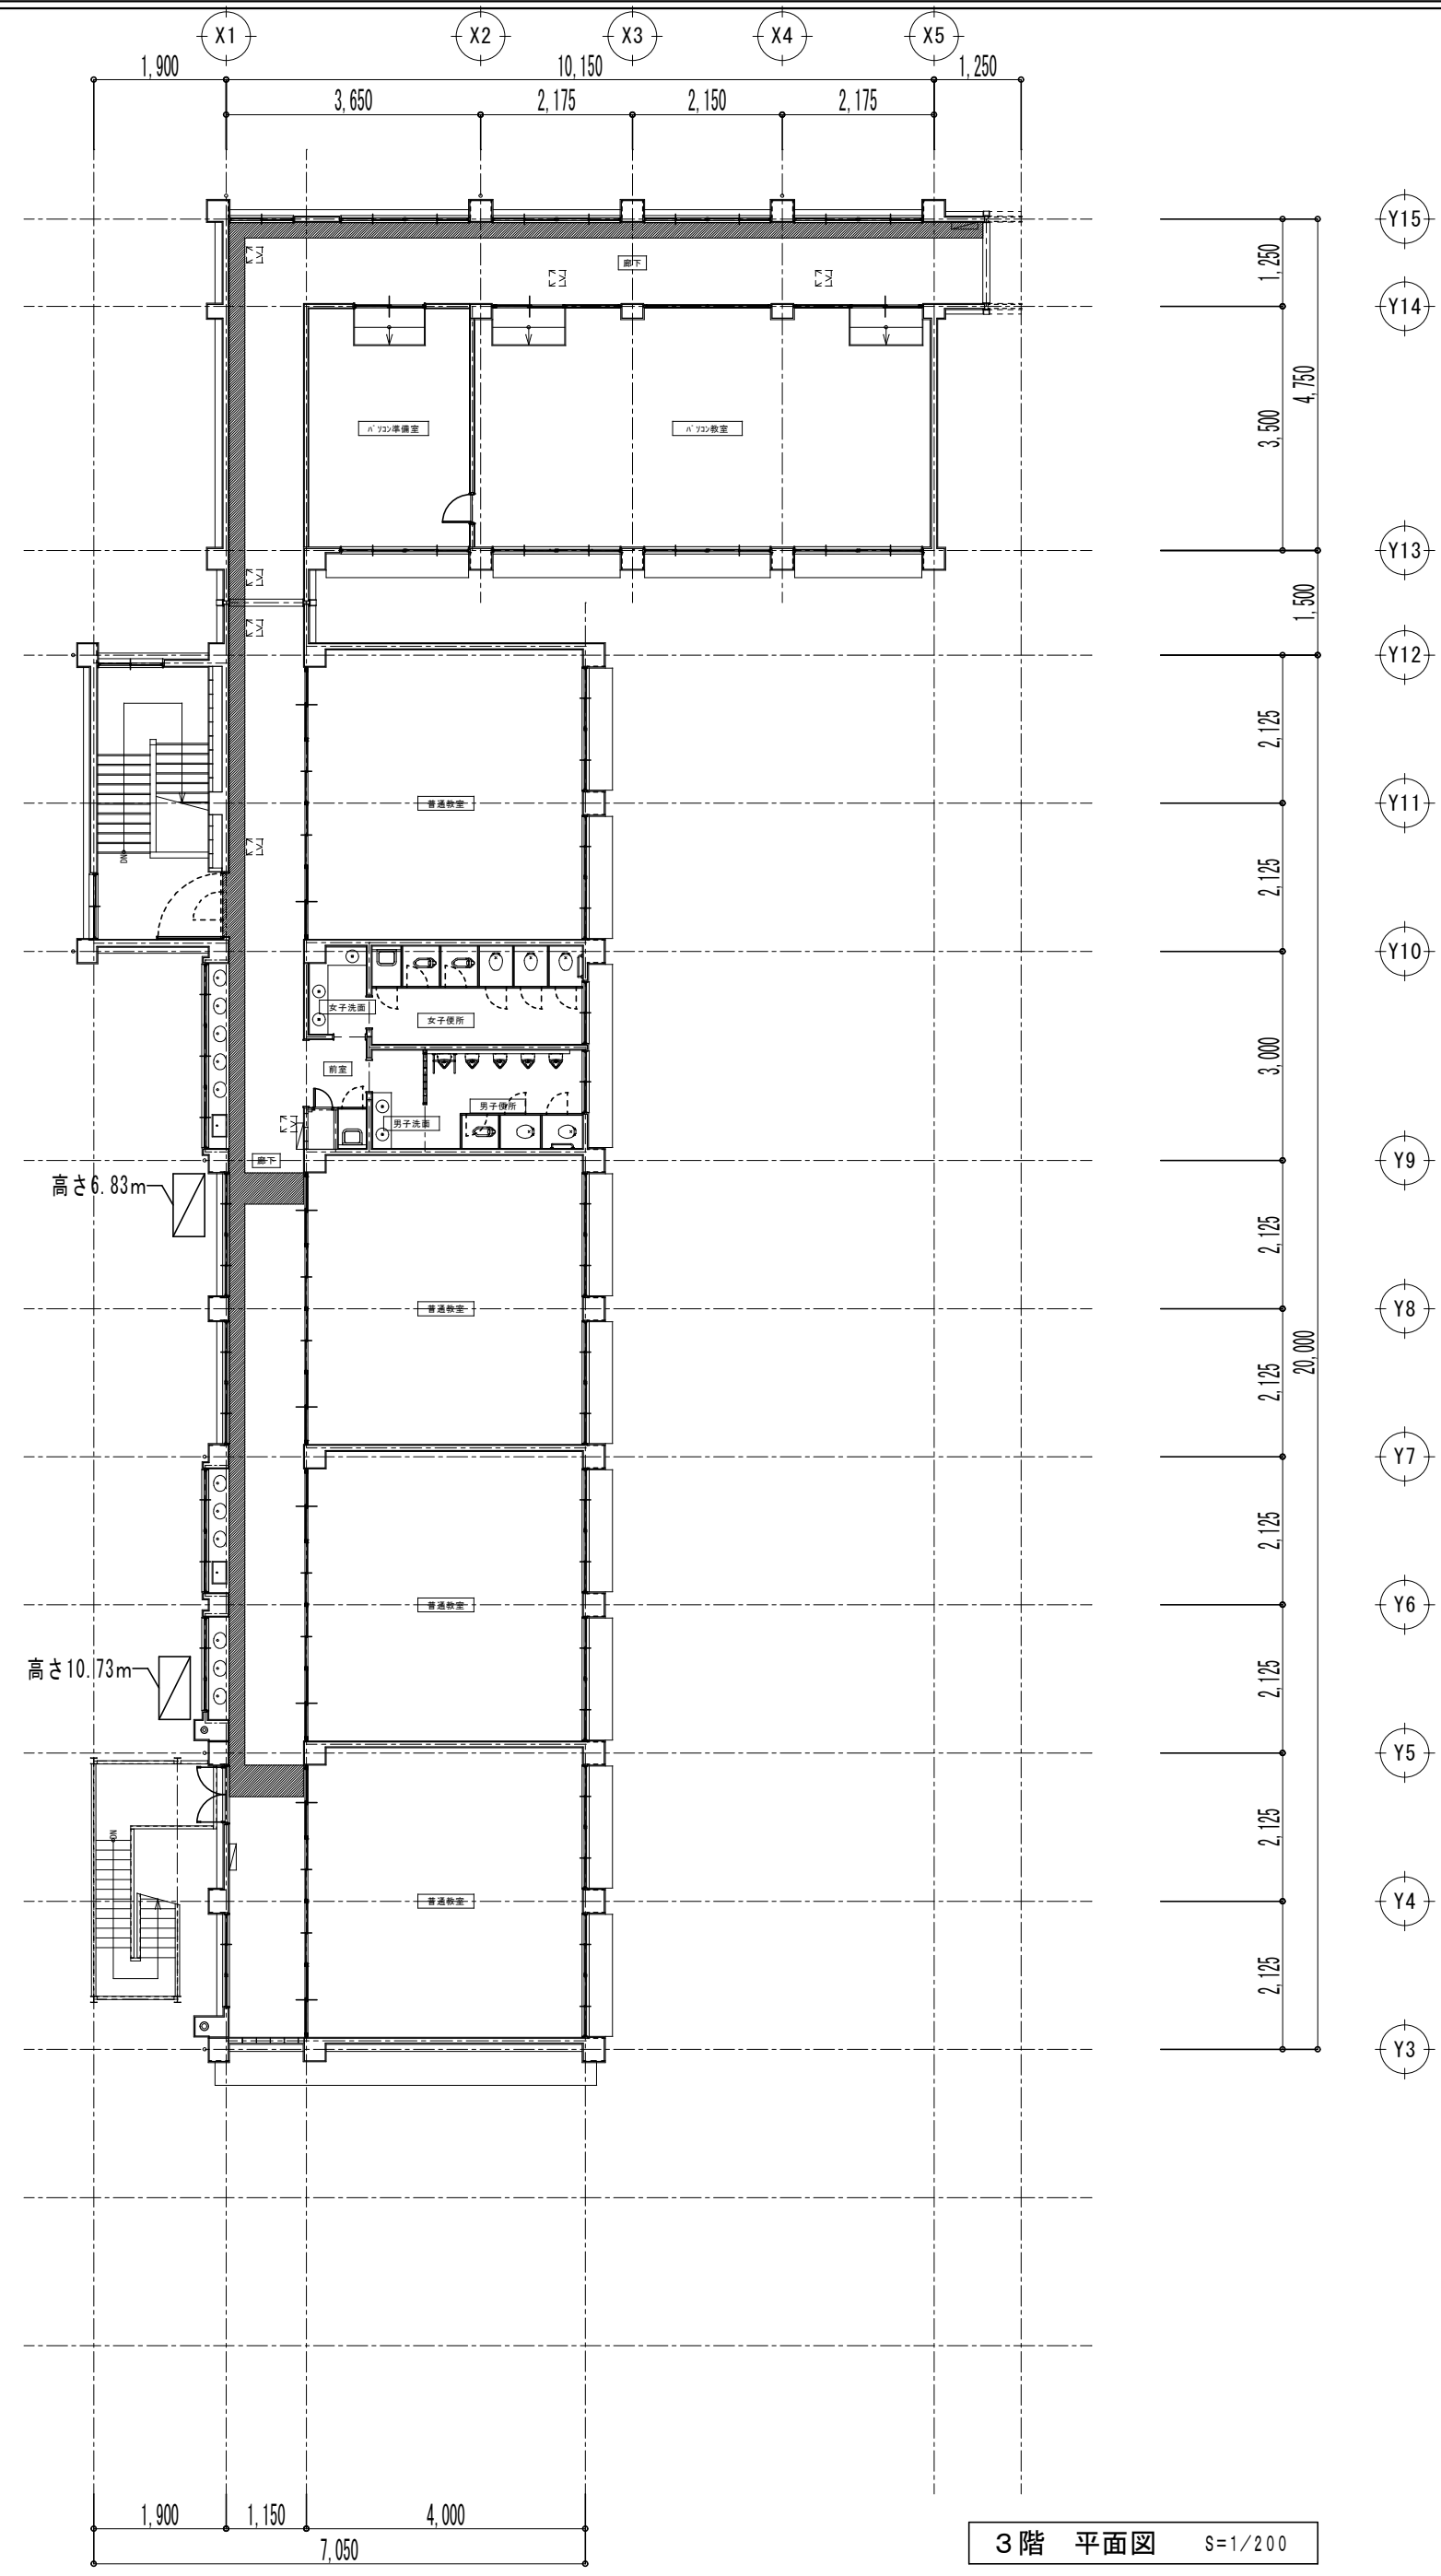 X1 X2 X3 X4 X5
1,900 10,150 1,250
3,650 2,175 2,150 2,175
Y15
廊下
1,250
Y14
4,750
パソコン準備室 パソコン教室
3,500
Y13
1,500
Y12
2,125
普通教室
Y11
DN
2,125
Y10
女子洗面
女子便所
3,000
前室
男子便所
男子洗面
廊下
Y9
高さ6.83m
2,125
普通教室
Y8
20,000
2,125
Y7
2,125
普通教室
Y6
高さ10.73m
2,125
Y5
DN
2,125
普通教室
Y4
2,125
Y3
1,900 1,150 4,000
7,050
3階 平面図 S=1/200